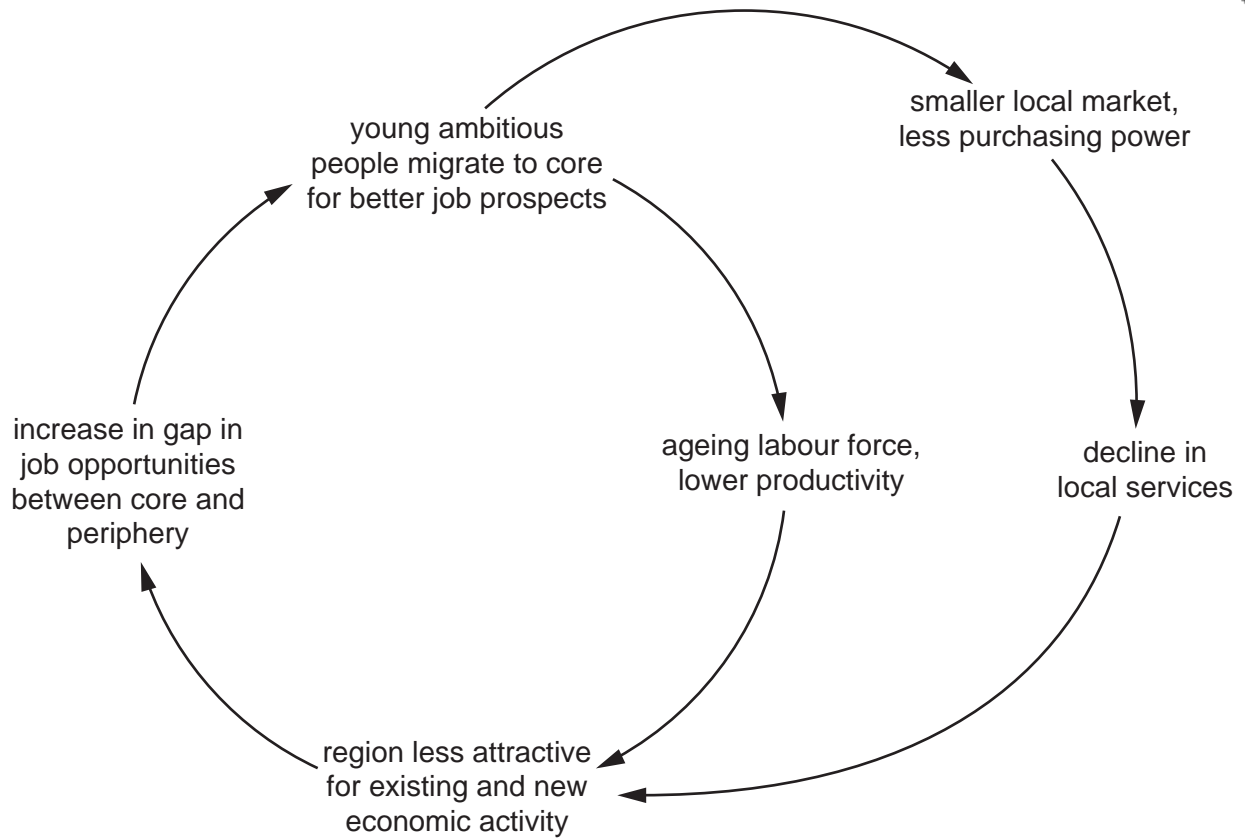 young ambitious
people migrate to core
for better job prospects
smaller local market,
less purchasing power
increase in gap in
job opportunities
between core and
periphery
ageing labour force,
lower productivity
decline in
local services
region less attractive
for existing and new
economic activity